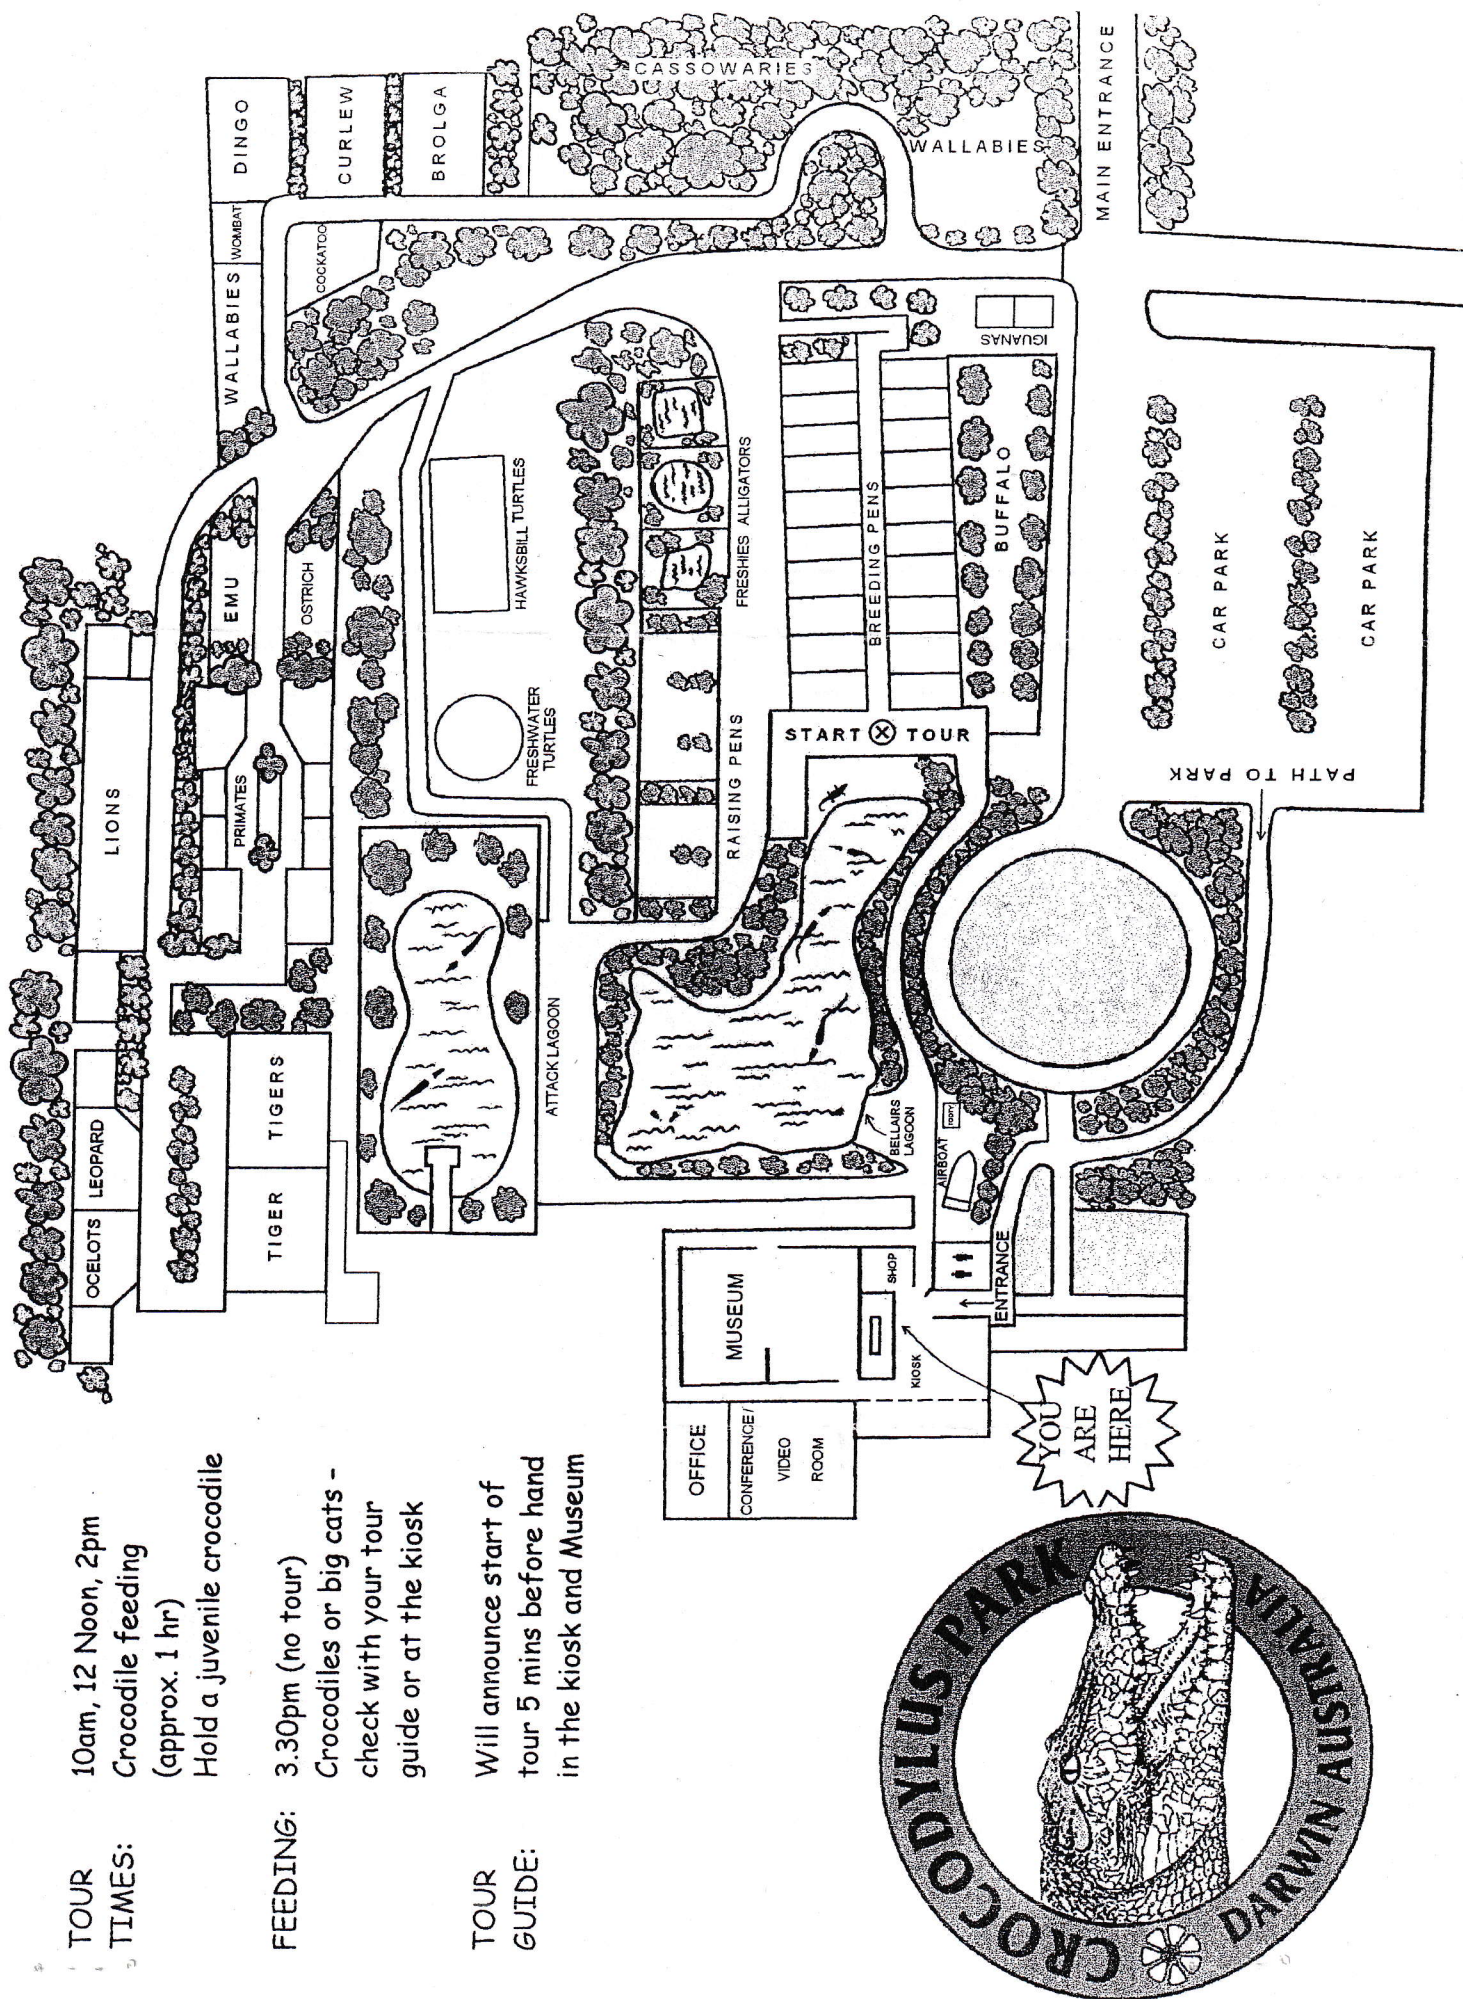 TOUR TIMES: 10am, 12 Noon, 2pm
Crocodile feeding
(approx. 1 hr)
Hold a juvenile crocodile
FEEDING: 3.30pm (no tour)
Crocodiles or big cats -
check with your tour
guide or at the kiosk
TOUR GUIDE: Will announce start of
tour 5 mins before hand
in the kiosk and Museum
CROCODYLUS PARK
DARWIN AUSTRALIA
YOU
ARE
HERE
OFFICE
CONFERENCE/
VIDEO
ROOM
MUSEUM
SHOP
KIOSK
ENTRANCE
AIRBOAT
BELLAIRS
LAGOON
ATTACK LAGOON
OCELOTS
LEOPARD
TIGER
TIGERS
LIONS
PRIMATES
EMU
OSTRICH
WALLABIES
WOMBAT
DINGO
CURLEW
BROLGA
COCKATOO
CASSOWARIES
WALLABIES
MAIN ENTRANCE
HAWKSBILL TURTLES
FRESHWATER
TURTLES
FRESHIES
ALLIGATORS
RAISING PENS
START TOUR
BREEDING PENS
BUFFALO
IGUANAS
CAR PARK
CAR PARK
PATH TO PARK